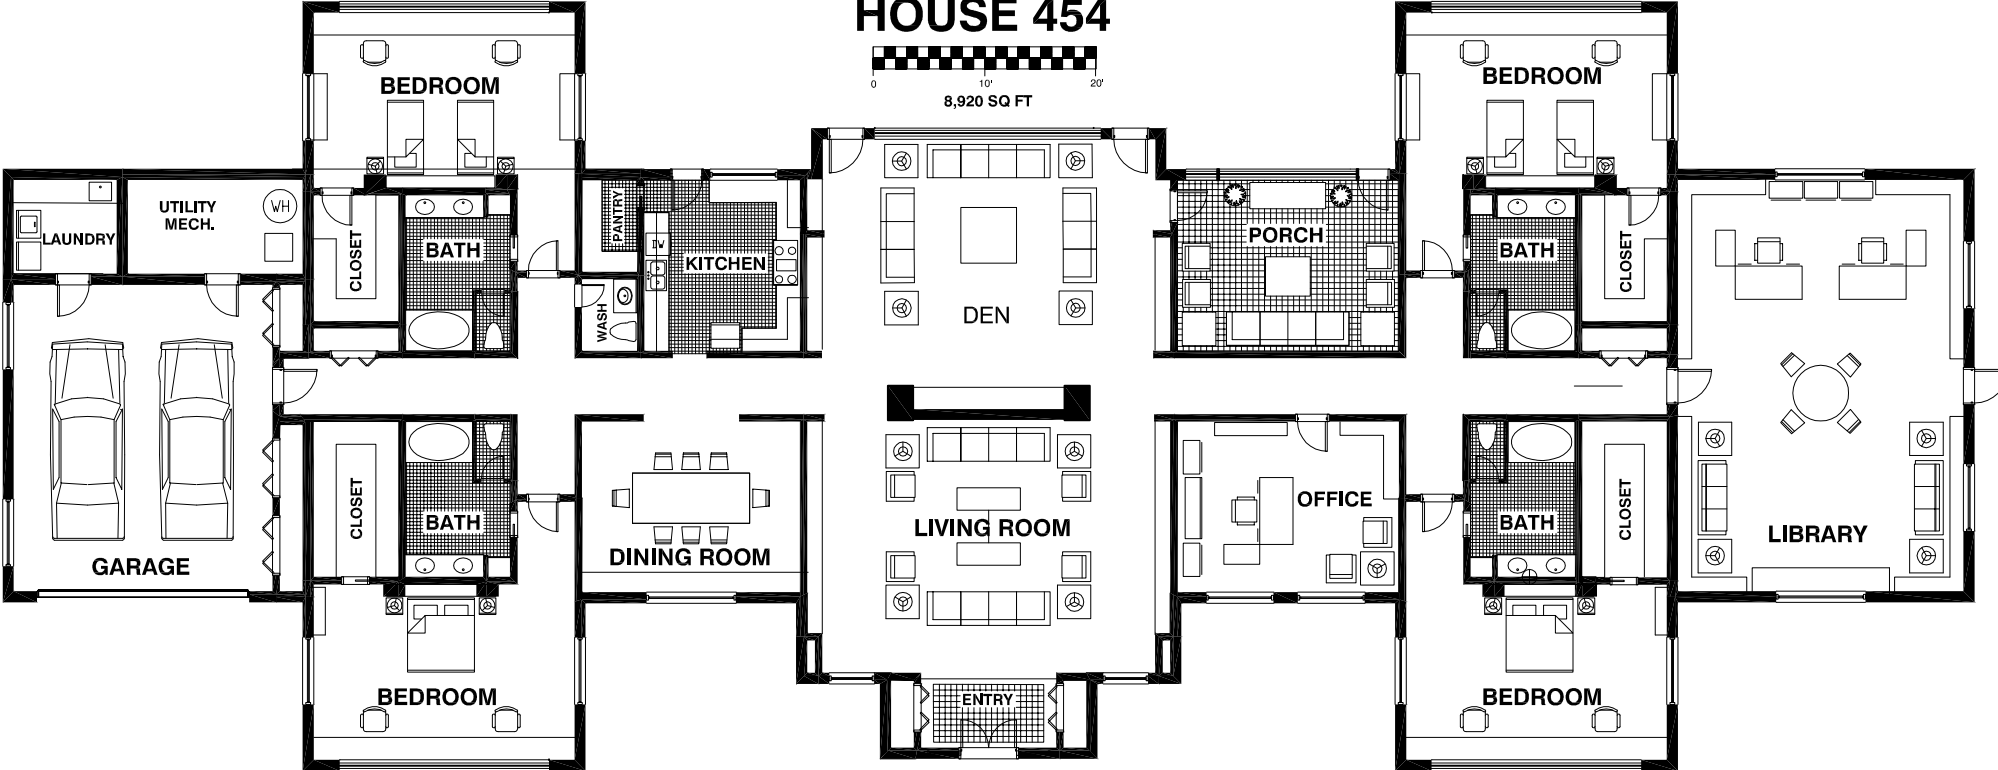 HOUSE 454
0 10' 20'
8,920 SQ FT
BEDROOM
BEDROOM
UTILITY
MECH.
WH
LAUNDRY
CLOSET
BATH
PANTRY
DW
KITCHEN
WASH
DEN
PORCH
BATH
CLOSET
GARAGE
CLOSET
BATH
DINING ROOM
LIVING ROOM
OFFICE
BATH
CLOSET
LIBRARY
BEDROOM
ENTRY
BEDROOM